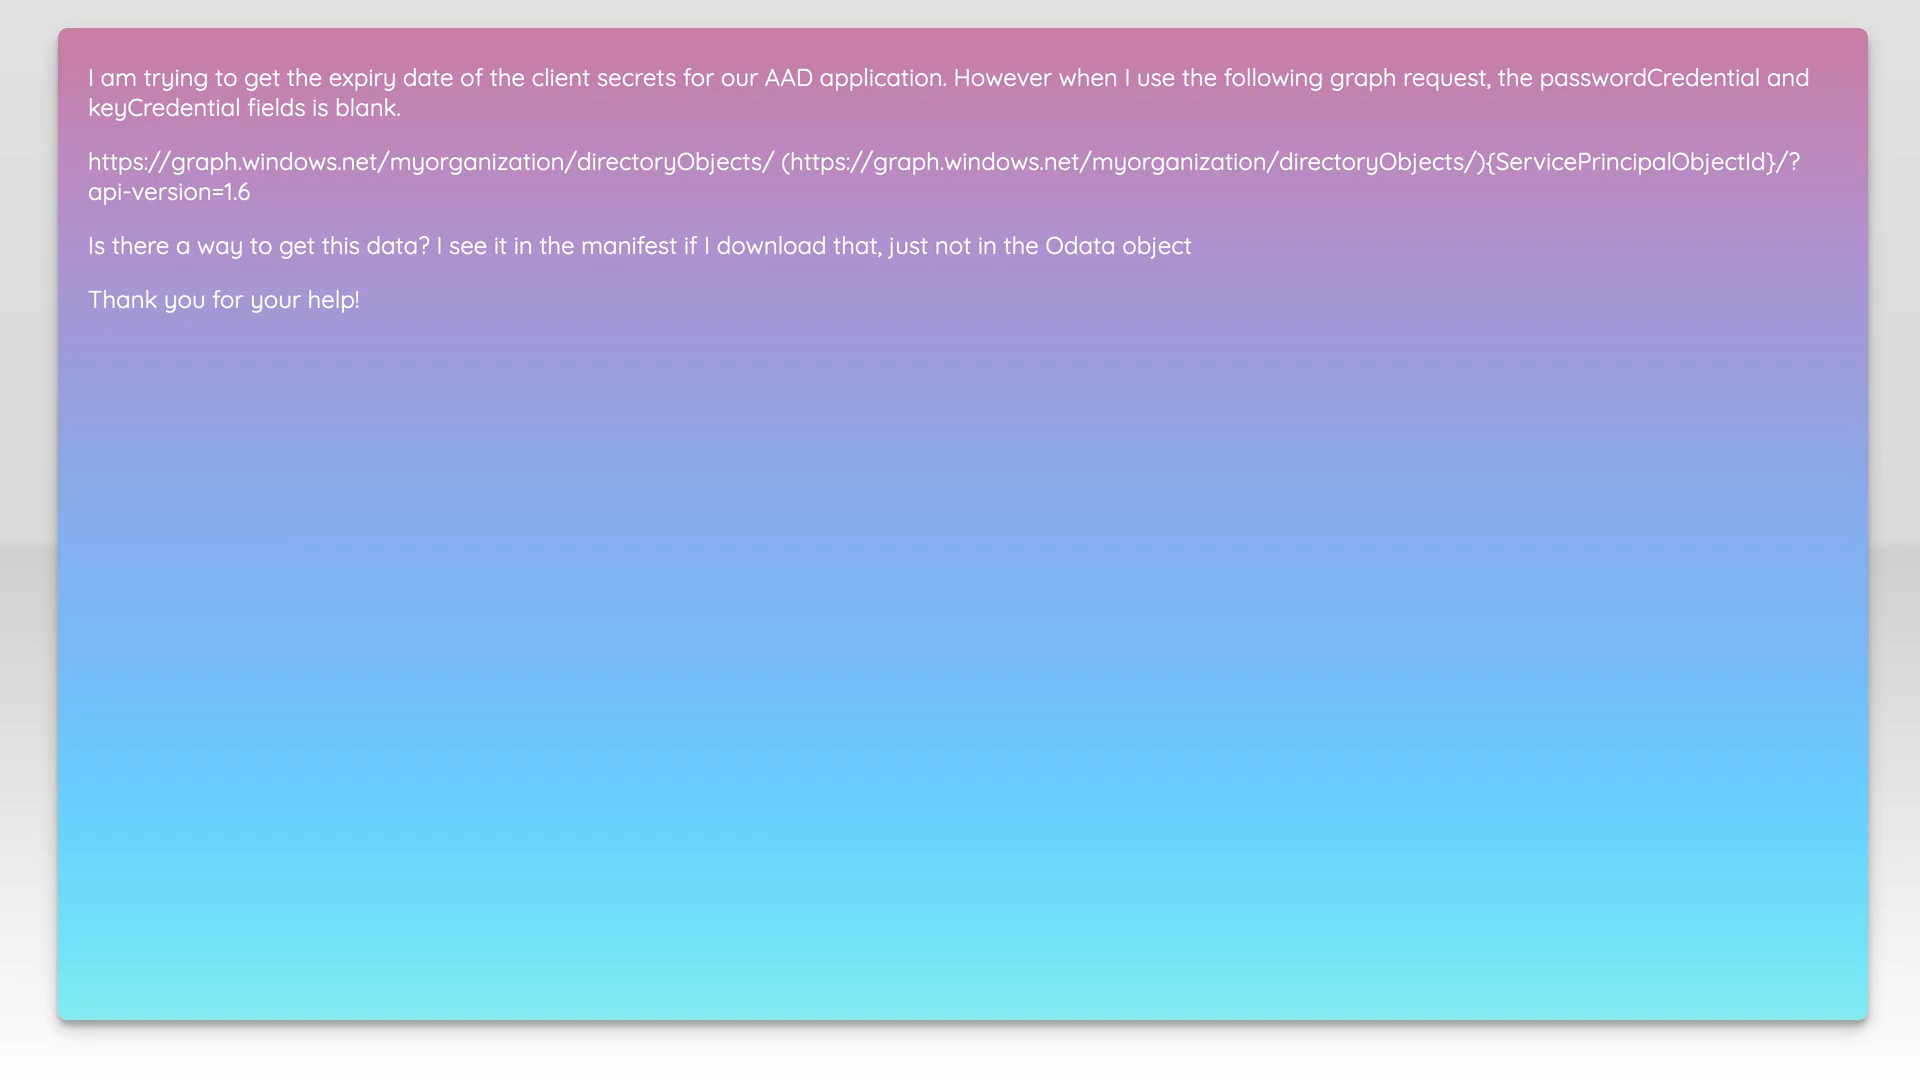 I am trying to get the expiry date of the client secrets for our AAD application. However when I use the following graph request, the passwordCredential and
keyCredential fields is blank.
https://graph.windows.net/myorganization/directoryObjects/ (https://graph.windows.net/myorganization/directoryObjects/){ServicePrincipalObjectId}/?
api-version=1.6
Is there a way to get this data? I see it in the manifest if I download that, just not in the Odata object
Thank you for your help!